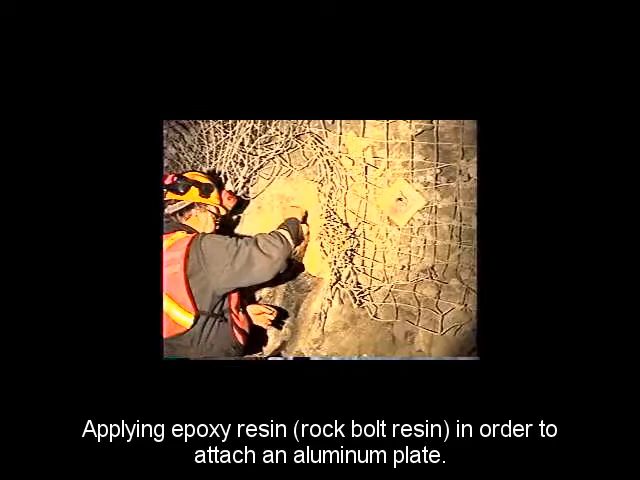 Applying epoxy resin (rock bolt resin) in order to
attach an aluminum plate.